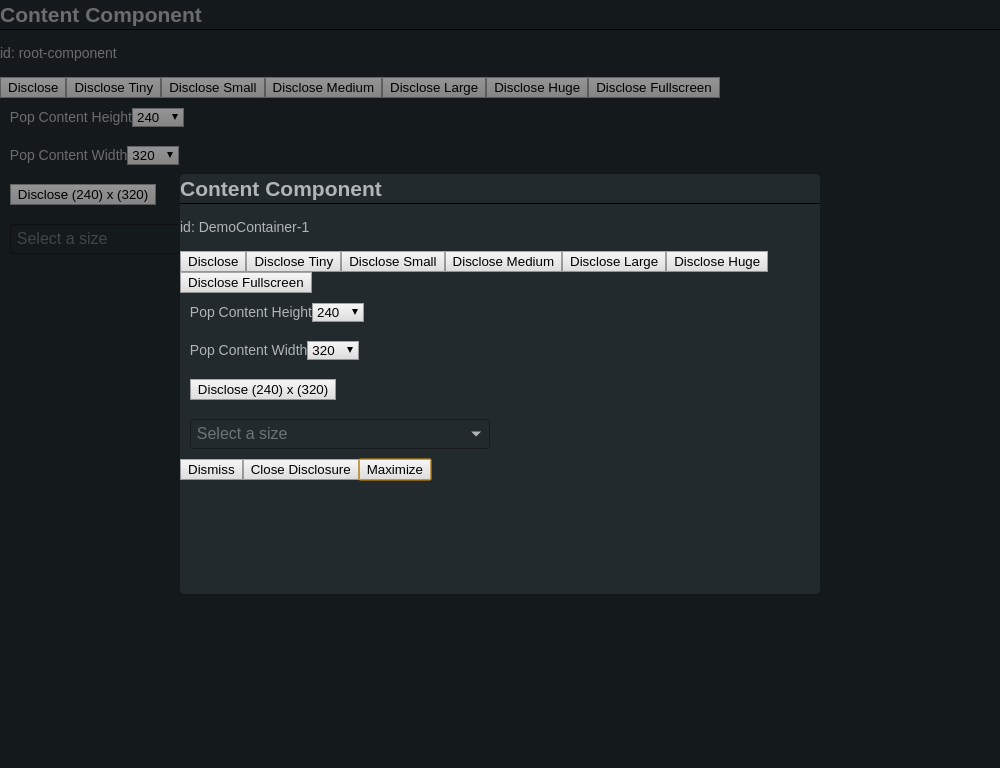 Content Component
id: root-component
Disclose Disclose Tiny Disclose Small Disclose Medium Disclose Large Disclose Huge Disclose Fullscreen
Pop Content Height 240
Pop Content Width 320
Disclose (240) x (320)
Select a size
Content Component
id: DemoContainer-1
Disclose Disclose Tiny Disclose Small Disclose Medium Disclose Large Disclose Huge
Disclose Fullscreen
Pop Content Height 240
Pop Content Width 320
Disclose (240) x (320)
Select a size
Dismiss Close Disclosure Maximize